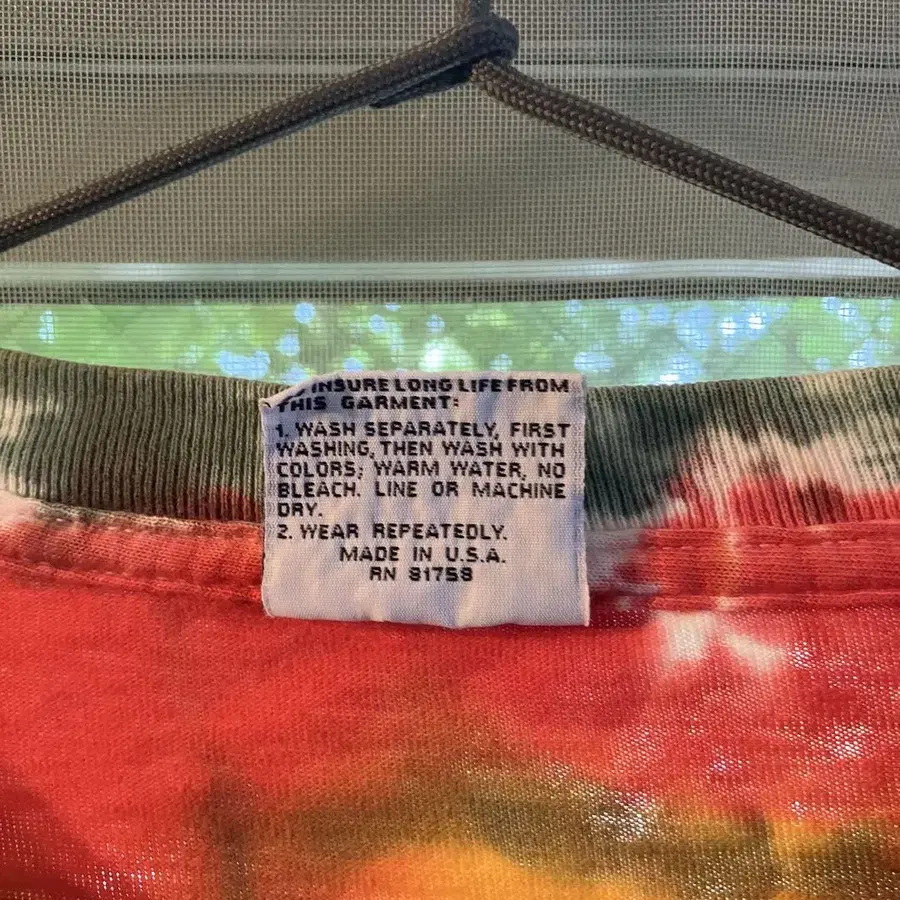 INSURE LONG LIFE FROM
THIS GARMENT:
1. WASH SEPARATELY, FIRST
WASHING, THEN WASH WITH
COLORS; WARM WATER, NO
BLEACH. LINE OR MACHINE
DRY.
2. WEAR REPEATEDLY.
MADE IN U.S.A.
RN 81758